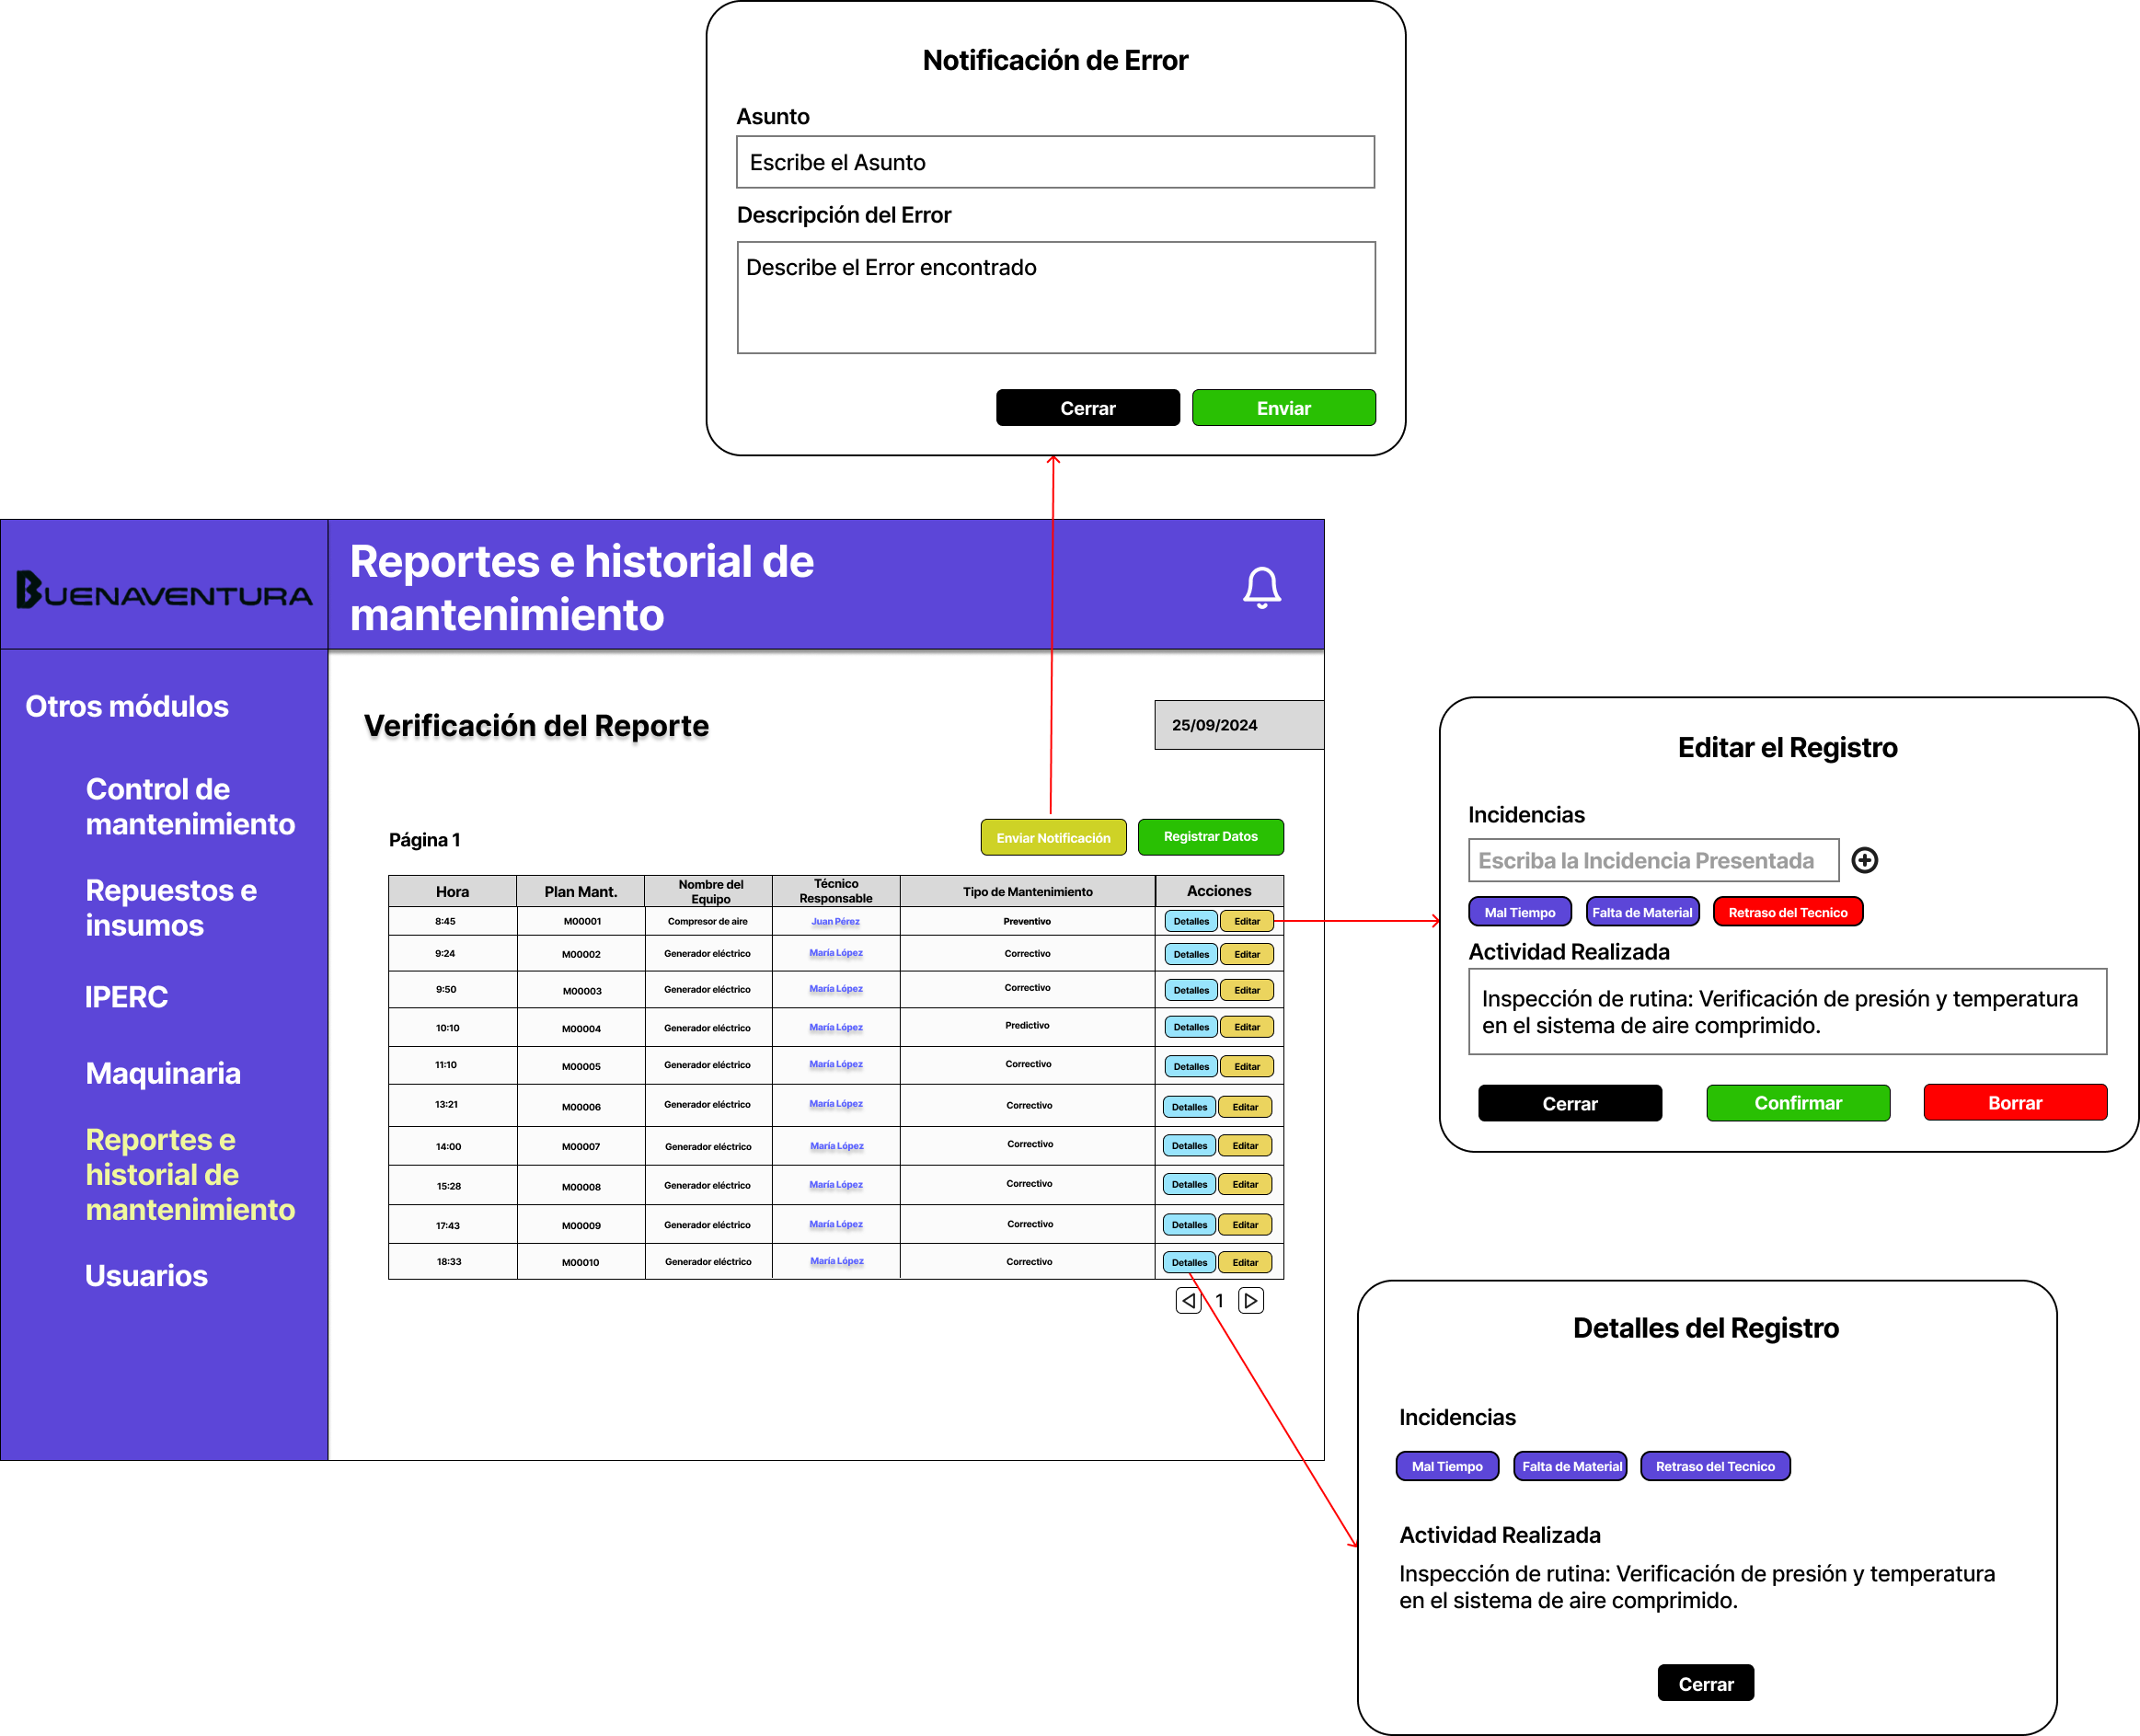 Notificación de Error
Asunto
Escribe el Asunto
Descripción del Error
Describe el Error encontrado
Cerrar
Enviar
BUENAVENTURA
Reportes e historial de
mantenimiento
Otros módulos
Control de
mantenimiento
Repuestos e
insumos
IPERC
Maquinaria
Reportes e
historial de
mantenimiento
Usuarios
Verificación del Reporte
25/09/2024
Página 1
Enviar Notificación
Registrar Datos
Hora Plan Mant. Nombre del Equipo Técnico Responsable Tipo de Mantenimiento Acciones
8:45 M00001 Compresor de aire Juan Pérez Preventivo Detalles Editar
9:24 M00002 Generador eléctrico María López Correctivo Detalles Editar
9:50 M00003 Generador eléctrico María López Correctivo Detalles Editar
10:10 M00004 Generador eléctrico María López Predictivo Detalles Editar
11:10 M00005 Generador eléctrico María López Correctivo Detalles Editar
13:21 M00006 Generador eléctrico María López Correctivo Detalles Editar
14:00 M00007 Generador eléctrico María López Correctivo Detalles Editar
15:28 M00008 Generador eléctrico María López Correctivo Detalles Editar
17:43 M00009 Generador eléctrico María López Correctivo Detalles Editar
18:33 M00010 Generador eléctrico María López Correctivo Detalles Editar
1
Editar el Registro
Incidencias
Escriba la Incidencia Presentada
Mal Tiempo Falta de Material Retraso del Tecnico
Actividad Realizada
Inspección de rutina: Verificación de presión y temperatura
en el sistema de aire comprimido.
Cerrar Confirmar Borrar
Detalles del Registro
Incidencias
Mal Tiempo Falta de Material Retraso del Tecnico
Actividad Realizada
Inspección de rutina: Verificación de presión y temperatura
en el sistema de aire comprimido.
Cerrar